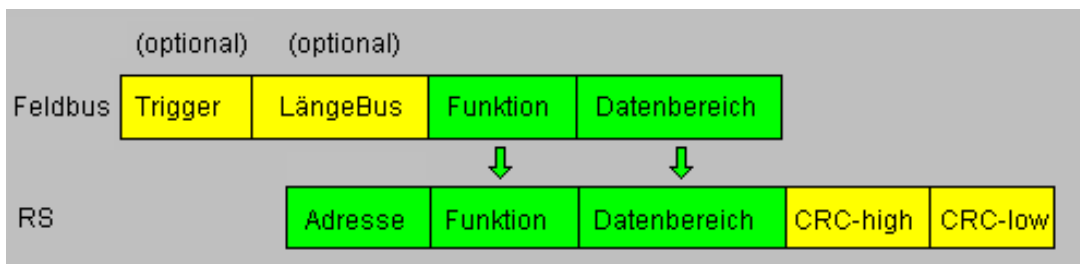 (optional) (optional)
Feldbus Trigger LängeBus Funktion Datenbereich
RS Adresse Funktion Datenbereich CRC-high CRC-low